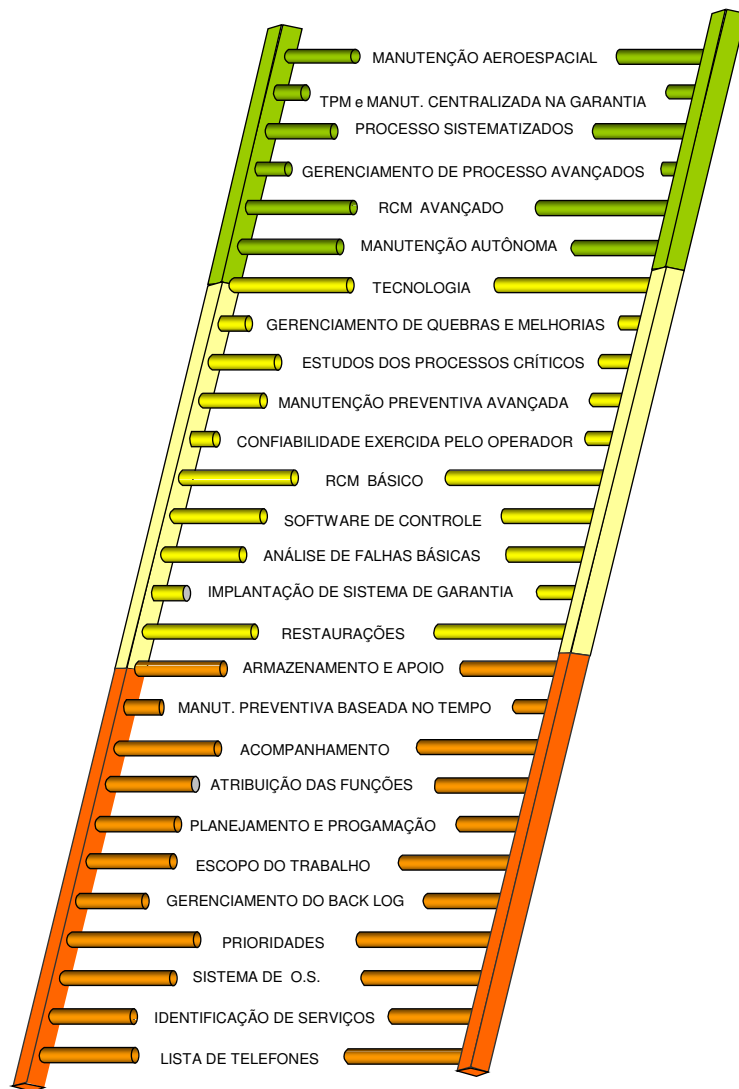 MANUTENÇÃO AEROESPACIAL
TPM e MANUT. CENTRALIZADA NA GARANTIA
PROCESSO SISTEMATIZADOS
GERENCIAMENTO DE PROCESSO AVANÇADOS
RCM AVANÇADO
MANUTENÇÃO AUTÔNOMA
TECNOLOGIA
GERENCIAMENTO DE QUEBRAS E MELHORIAS
ESTUDOS DOS PROCESSOS CRÍTICOS
MANUTENÇÃO PREVENTIVA AVANÇADA
CONFIABILIDADE EXERCIDA PELO OPERADOR
RCM BÁSICO
SOFTWARE DE CONTROLE
ANÁLISE DE FALHAS BÁSICAS
IMPLANTAÇÃO DE SISTEMA DE GARANTIA
RESTAURAÇÕES
ARMAZENAMENTO E APOIO
MANUT. PREVENTIVA BASEADA NO TEMPO
ACOMPANHAMENTO
ATRIBUIÇÃO DAS FUNÇÕES
PLANEJAMENTO E PROGAMAÇÃO
ESCOPO DO TRABALHO
GERENCIAMENTO DO BACK LOG
PRIORIDADES
SISTEMA DE O.S.
IDENTIFICAÇÃO DE SERVIÇOS
LISTA DE TELEFONES